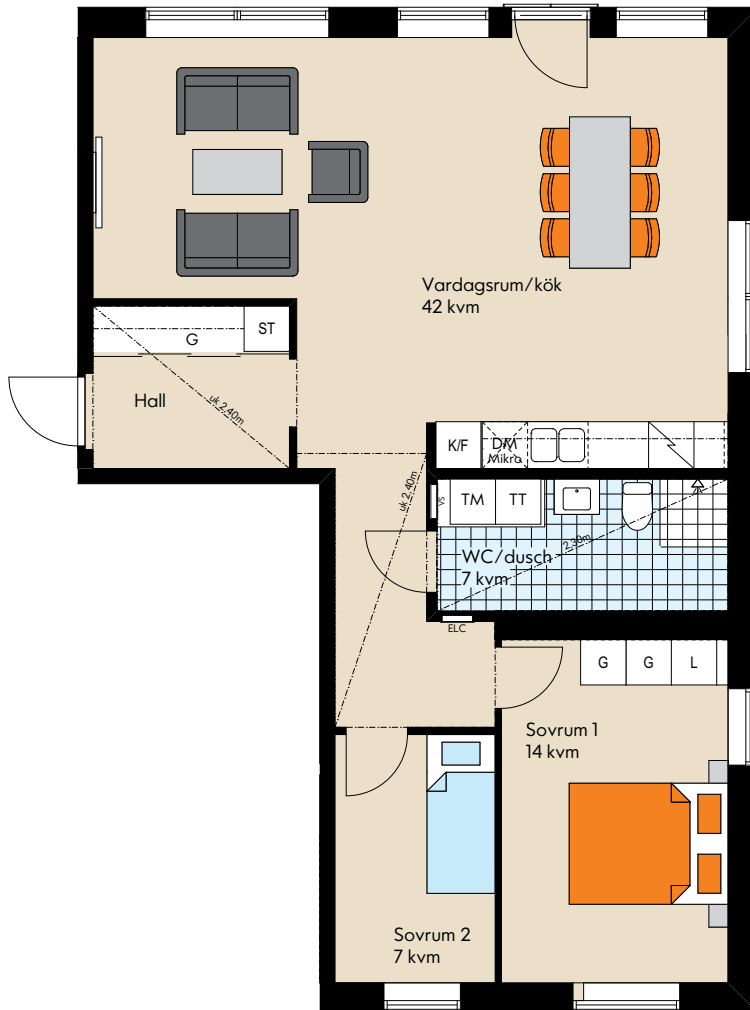 Vardagsrum/kök
42 kvm
G
ST
Hall
uk 2,40m
K/F
DM
Mikro
uk 2,40m
VS
TM
TT
WC/dusch
7 kvm
2,30m
ELC
G
G
L
Sovrum 1
14 kvm
Sovrum 2
7 kvm